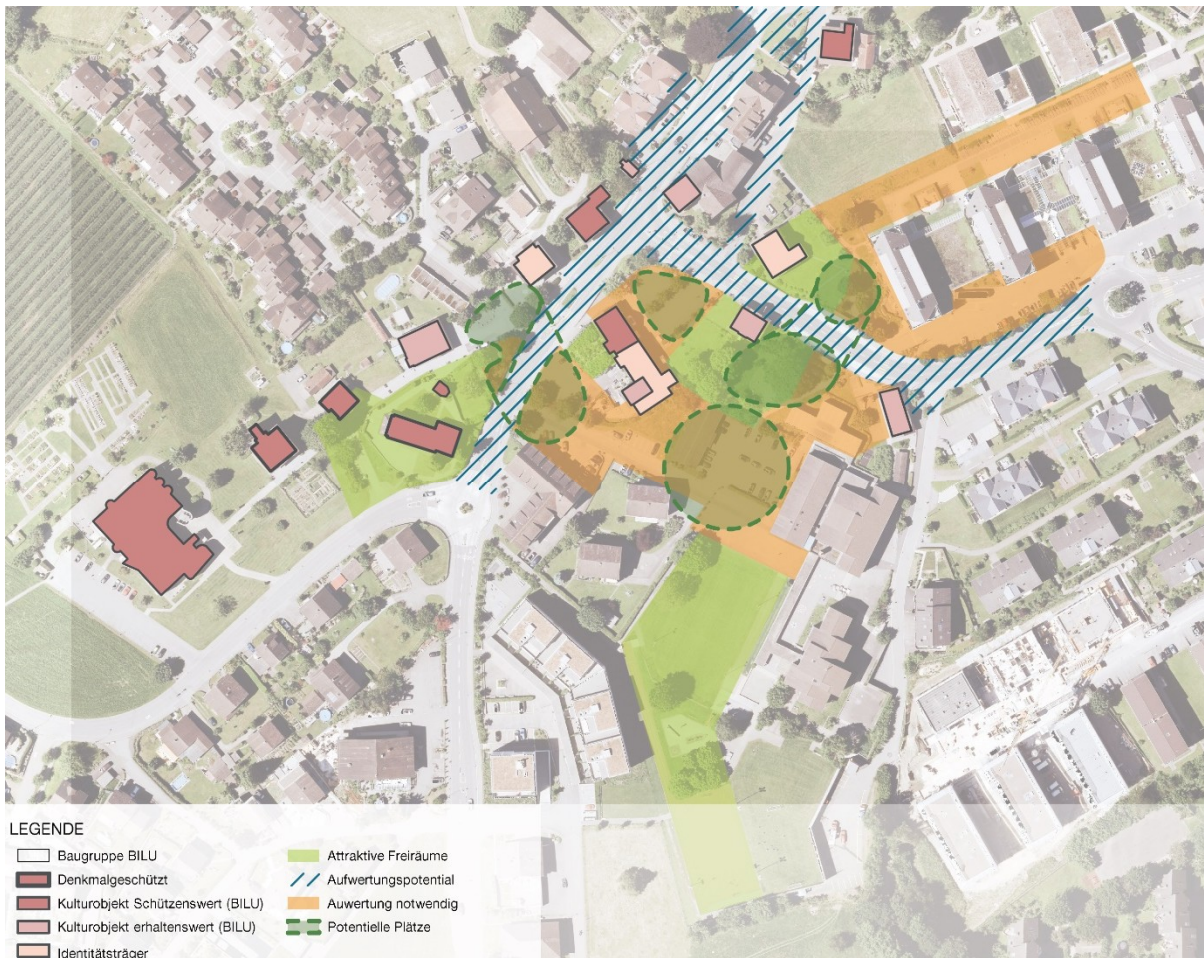 LEGENDE
Baugruppe BILU
Denkmalgeschützt
Kulturobjekt Schützenswert (BILU)
Kulturobjekt erhaltenswert (BILU)
Identitätsträger
Attraktive Freiräume
Aufwertungspotential
Auwertung notwendig
Potentielle Plätze